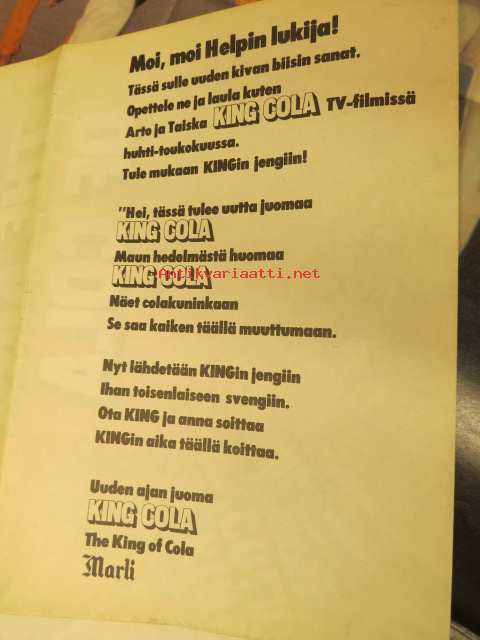 Moi, moi Helpin lukija!
Tässä sulle uuden kivan biisin sanat.
Opettele ne ja laula kuten
Arto ja Taiska KING COLA TV-filmissä
huhti-toukokuussa.
Tule mukaan KINGin jengiin!
"Hei, tässä tulee uutta juomaa
KING COLA
Maun hedelmästä huomaa
KING COLA
Antikvariaatti.net
Näet colakuninkaan
Se saa kaiken täällä muuttumaan.
Nyt lähdetään KINGin jengiin
Ihan toisenlaiseen svengiin.
Ota KING ja anna soittaa
KINGin aika täällä koittaa.
Uuden ajan juoma
KING COLA
The King of Cola
Marli